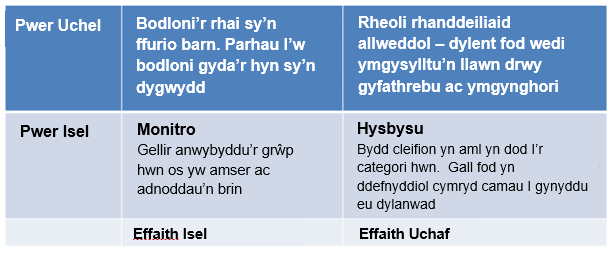 Pwer Uchel
Bodloni’r rhai sy’n
ffurio barn. Parhau I’w
bodloni gyda’r hyn sy’n
dygwydd
Rheoli rhanddeiliaid
allweddol – dylent fod wedi
ymgysylltu’n llawn drwy
gyfathrebu ac ymgynghori
Pwer Isel
Monitro
Gellir anwybyddu’r grŵp
hwn os yw amser ac
adnoddau’n brin
Hysbysu
Bydd cleifion yn aml yn dod I’r
categori hwn.  Gall fod yn
ddefnyddiol cymryd camau I gynyddu
eu dylanwad
Effaith Isel
Effaith Uchaf